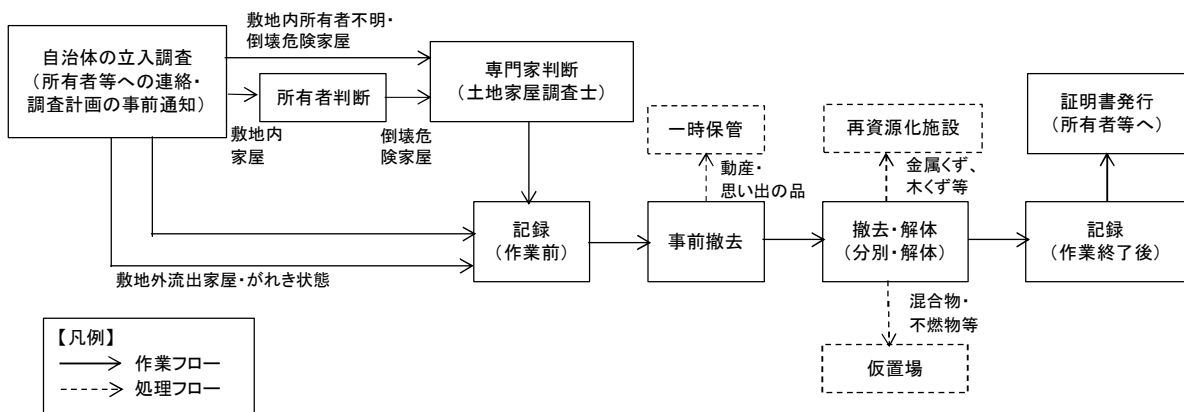 敷地内所有者不明・
倒壊危険家屋
自治体の立入調査
（所有者等への連絡・
調査計画の事前通知）
所有者判断
専門家判断
（土地家屋調査士）
敷地内
家屋
倒壊危
険家屋
一時保管
再資源化施設
証明書発行
（所有者等へ）
動産・
思い出の品
金属くず、
木くず等
記録
（作業前）
事前撤去
撤去・解体
（分別・解体）
記録
（作業終了後）
敷地外流出家屋・がれき状態
混合物・
不燃物等
仮置場
【凡例】
作業フロー
処理フロー